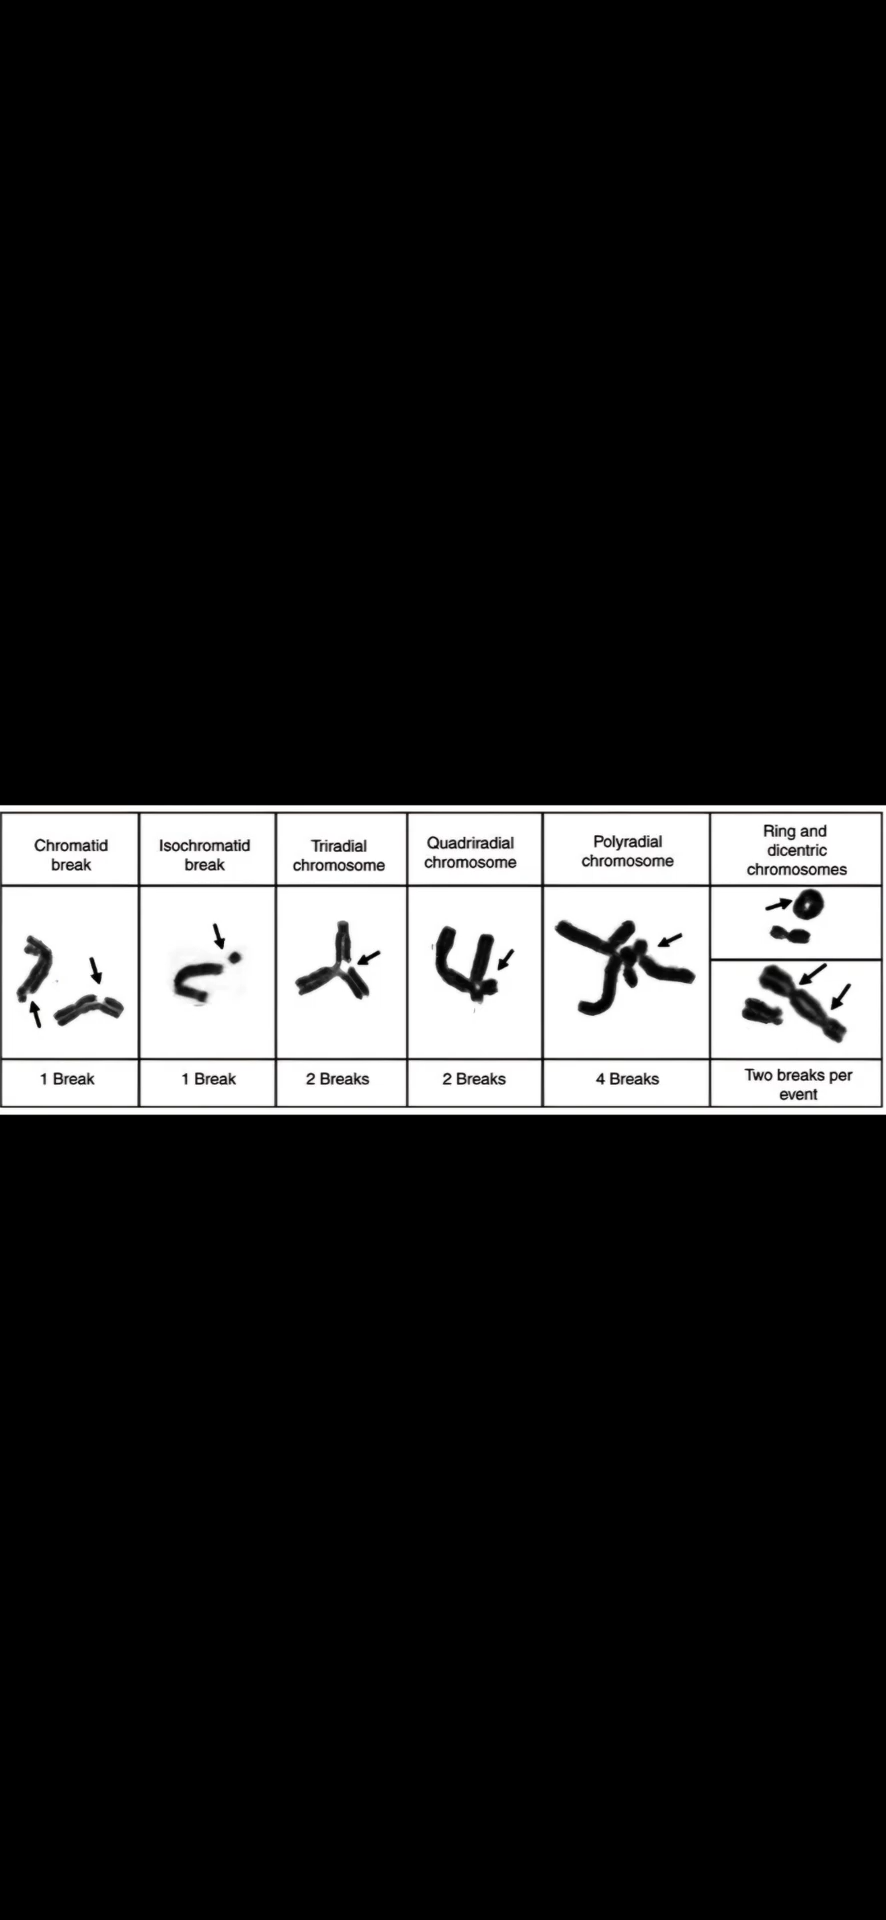 Chromatid
break
Isochromatid
break
Triradial
chromosome
Quadriradial
chromosome
Polyradial
chromosome
Ring and
dicentric
chromosomes
1 Break
1 Break
2 Breaks
2 Breaks
4 Breaks
Two breaks per
event